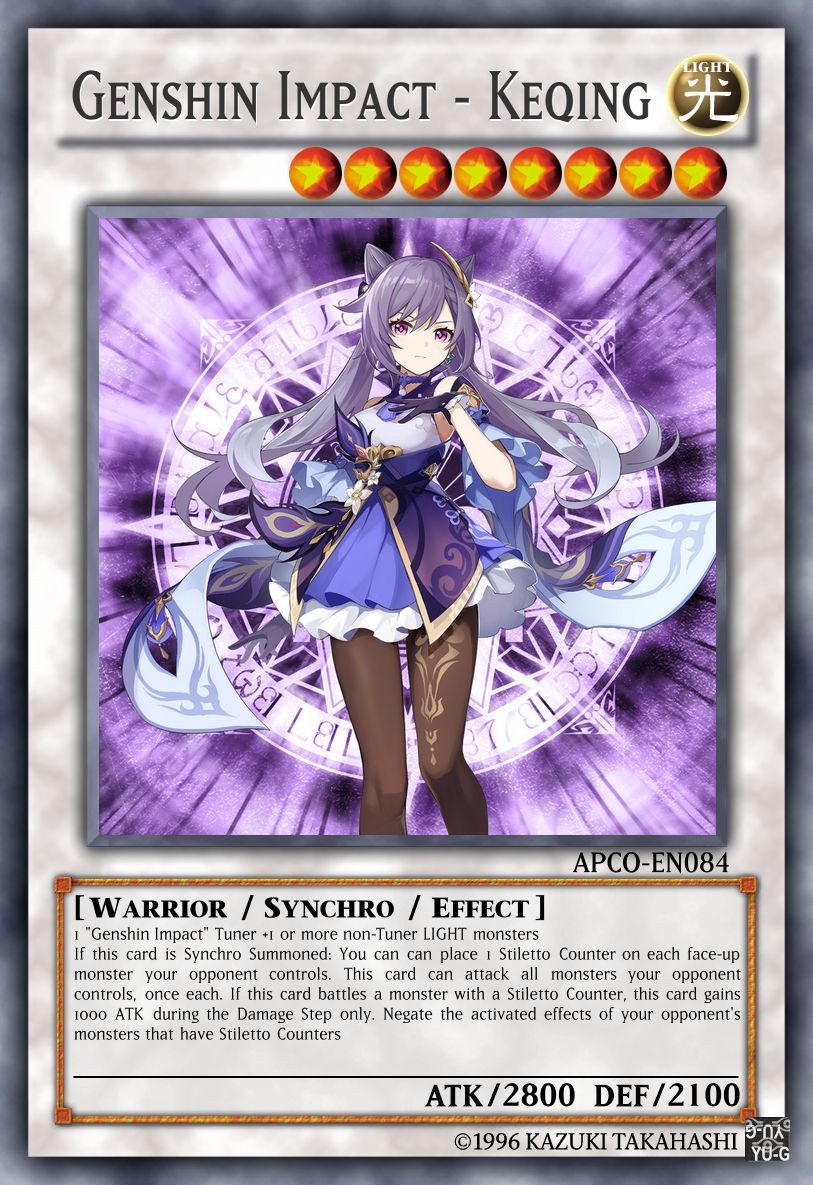 GENSHIN IMPACT - KEQING
LIGHT
光
APCO-EN084
[ WARRIOR / SYNCHRO / EFFECT ]
1 "Genshin Impact" Tuner +1 or more non-Tuner LIGHT monsters
If this card is Synchro Summoned: You can can place 1 Stiletto Counter on each face-up
monster your opponent controls. This card can attack all monsters your opponent
controls, once each. If this card battles a monster with a Stiletto Counter, this card gains
1000 ATK during the Damage Step only. Negate the activated effects of your opponent's
monsters that have Stiletto Counters
ATK/2800 DEF/2100
©1996 KAZUKI TAKAHASHI
YU-G